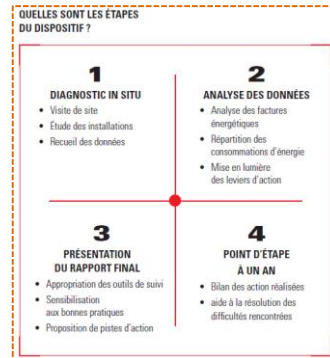 QUELLES SONT LES ÉTAPES
DU DISPOSITIF ?
1
DIAGNOSTIC IN SITU
• Visite de site
• Étude des installations
• Recueil des données
2
ANALYSE DES DONNÉES
• Analyse des factures
énergétiques
• Répartition des
consommations d'énergie
• Mise en lumière
des leviers d'action
3
PRÉSENTATION
DU RAPPORT FINAL
• Appropriation des outils de suivi
• Sensibilisation
aux bonnes pratiques
• Proposition de pistes d'action
4
POINT D'ÉTAPE
À UN AN
• Bilan des action réalisées
• aide à la résolution des
difficultés rencontrées